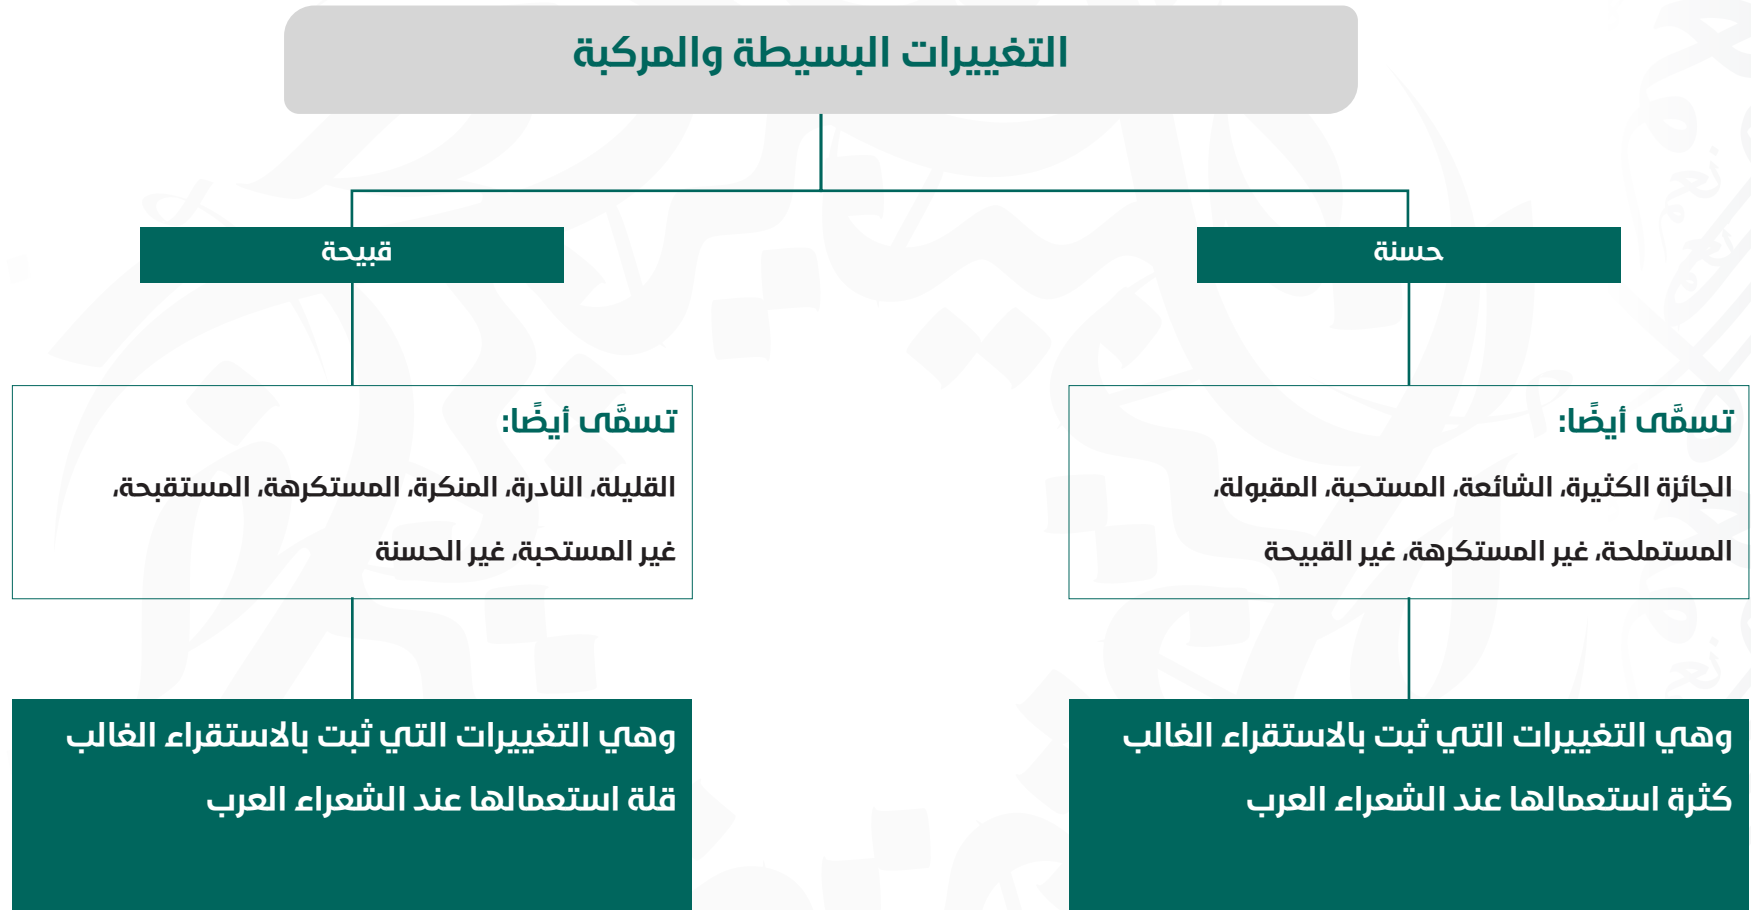 التغييرات البسيطة والمركبة
حسنة
تسمَّى أيضًا:
الجائزة الكثيرة، الشائعة، المستحبة، المقبولة،
المستملحة، غير المستكرهة، غير القبيحة
وهي التغييرات التي ثبت بالاستقراء الغالب
كثرة استعمالها عند الشعراء العرب
قبيحة
تسمَّى أيضًا:
القليلة، النادرة، المنكرة، المستكرهة، المستقبحة،
غير المستحبة، غير الحسنة
وهي التغييرات التي ثبت بالاستقراء الغالب
قلة استعمالها عند الشعراء العرب